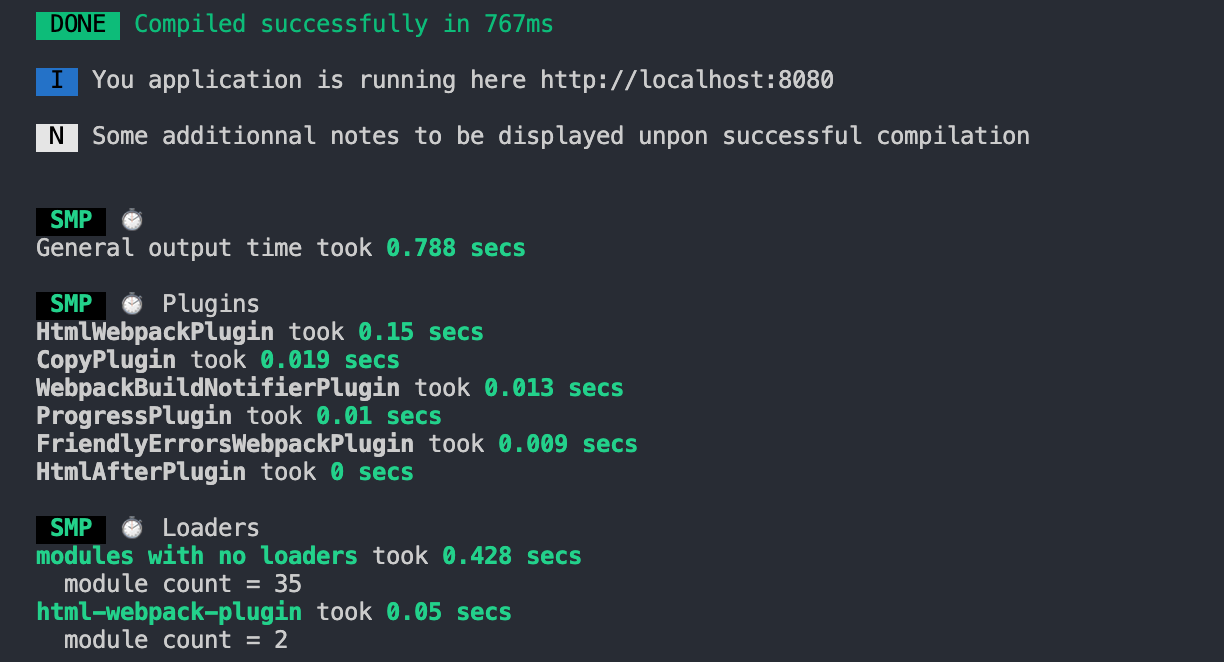 DONE Compiled successfully in 767ms
I You application is running here http://localhost:8080
N Some additionnal notes to be displayed unpon successful compilation
SMP ⏱
General output time took 0.788 secs
SMP ⏱ Plugins
HtmlWebpackPlugin took 0.15 secs
CopyPlugin took 0.019 secs
WebpackBuildNotifierPlugin took 0.013 secs
ProgressPlugin took 0.01 secs
FriendlyErrorsWebpackPlugin took 0.009 secs
HtmlAfterPlugin took 0 secs
SMP ⏱ Loaders
modules with no loaders took 0.428 secs
module count = 35
html-webpack-plugin took 0.05 secs
module count = 2